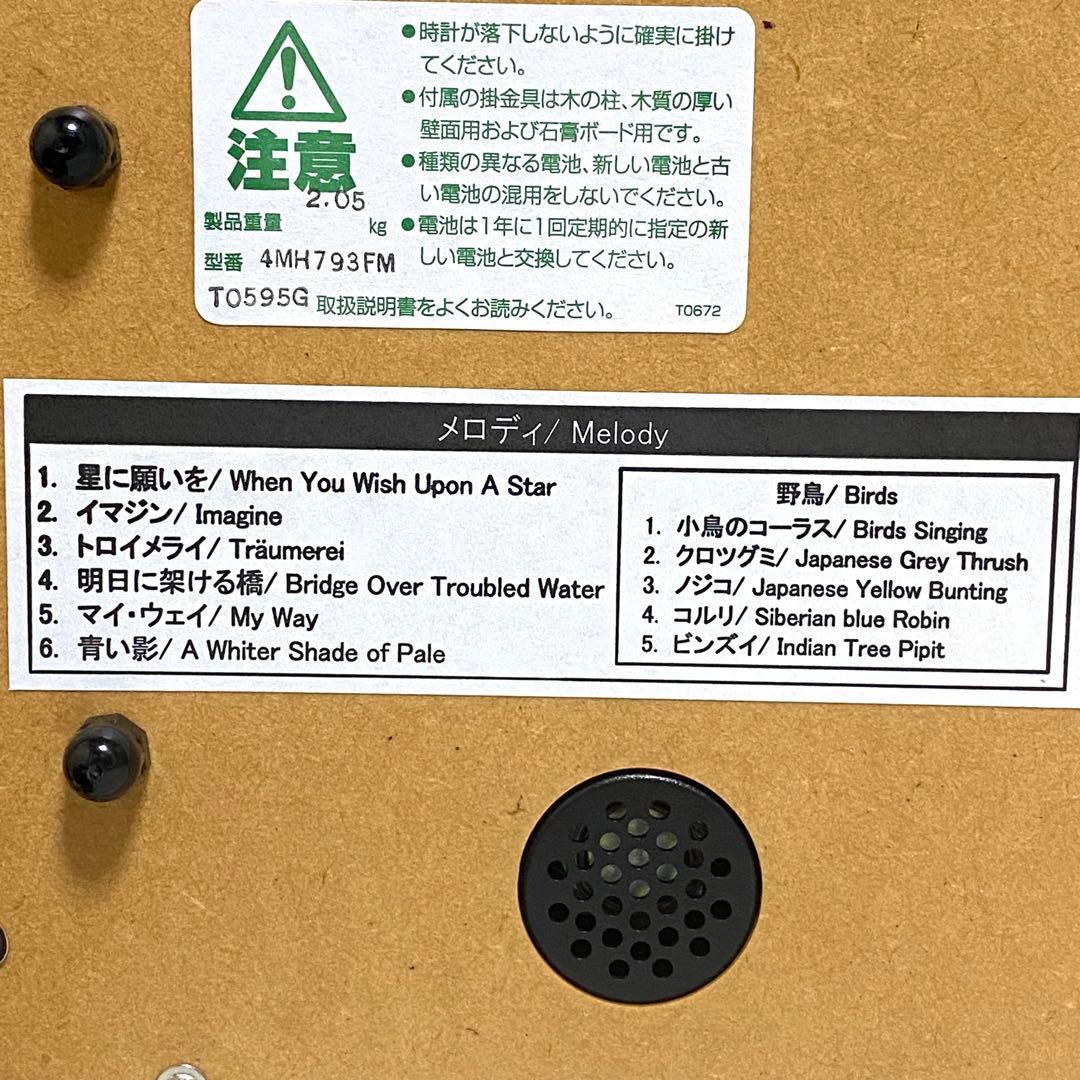 注意
2.05
製品重量 kg
型番 4MH793FM
T0595G
●時計が落下しないように確実に掛け
てください。
●付属の掛金具は木の柱、木質の厚い
壁面用および石膏ボード用です。
●種類の異なる電池、新しい電池と古
い電池の混用をしないでください。
●電池は1年に1回定期的に指定の新
しい電池と交換してください。
取扱説明書をよくお読みください。
T0672
メロディ/ Melody
1. 星に願いを/ When You Wish Upon A Star
2. イマジン/ Imagine
3. トロイメライ/ Träumerei
4. 明日に架ける橋/ Bridge Over Troubled Water
5. マイ・ウェイ/ My Way
6. 青い影/ A Whiter Shade of Pale
野鳥/ Birds
1. 小鳥のコーラス/ Birds Singing
2. クロツグミ/ Japanese Grey Thrush
3. ノジコ/ Japanese Yellow Bunting
4. コルリ/ Siberian blue Robin
5. ビンズイ/ Indian Tree Pipit